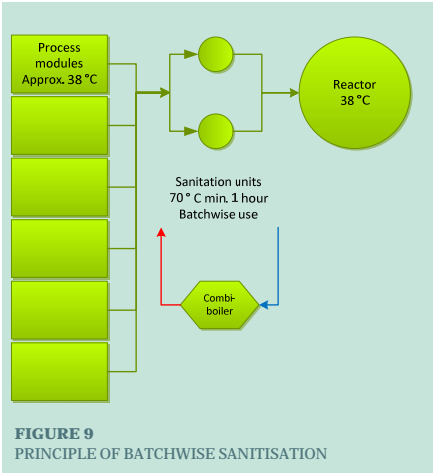 Process
modules
Approx. 38 °C
Reactor
38 °C
Sanitation units
70 ° C min. 1 hour
Batchwise use
Combi-
boiler
FIGURE 9
PRINCIPLE OF BATCHWISE SANITISATION